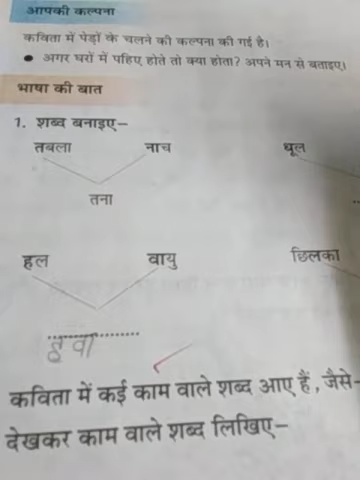 आपकी कल्पना
कविता में पेड़ों के चलने की कल्पना की गई है।
● अगर घरों में पहिए होते तो क्या होता? अपने मन से बताइए।
भाषा की बात
1. शब्द बनाइए–
तबला नाच धूल
तना
हल वायु छिलका
हवा
कविता में कई काम वाले शब्द आए हैं, जैसे-
देखकर काम वाले शब्द लिखिए–